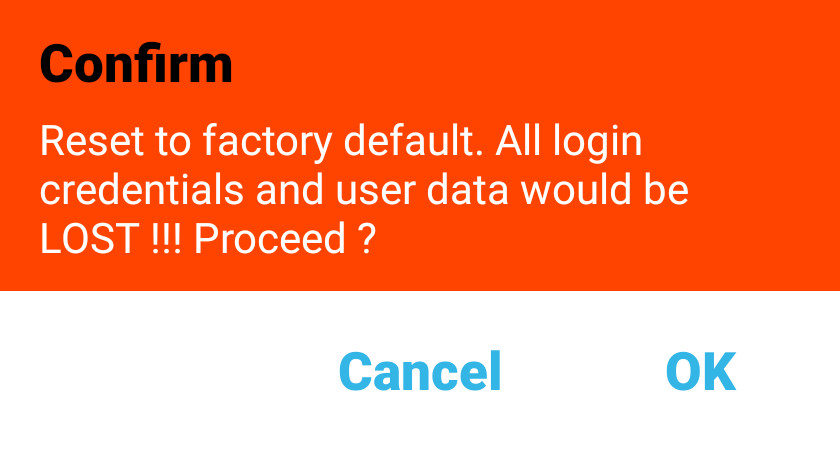 Confirm
Reset to factory default. All login
credentials and user data would be
LOST !!! Proceed ?
Cancel OK